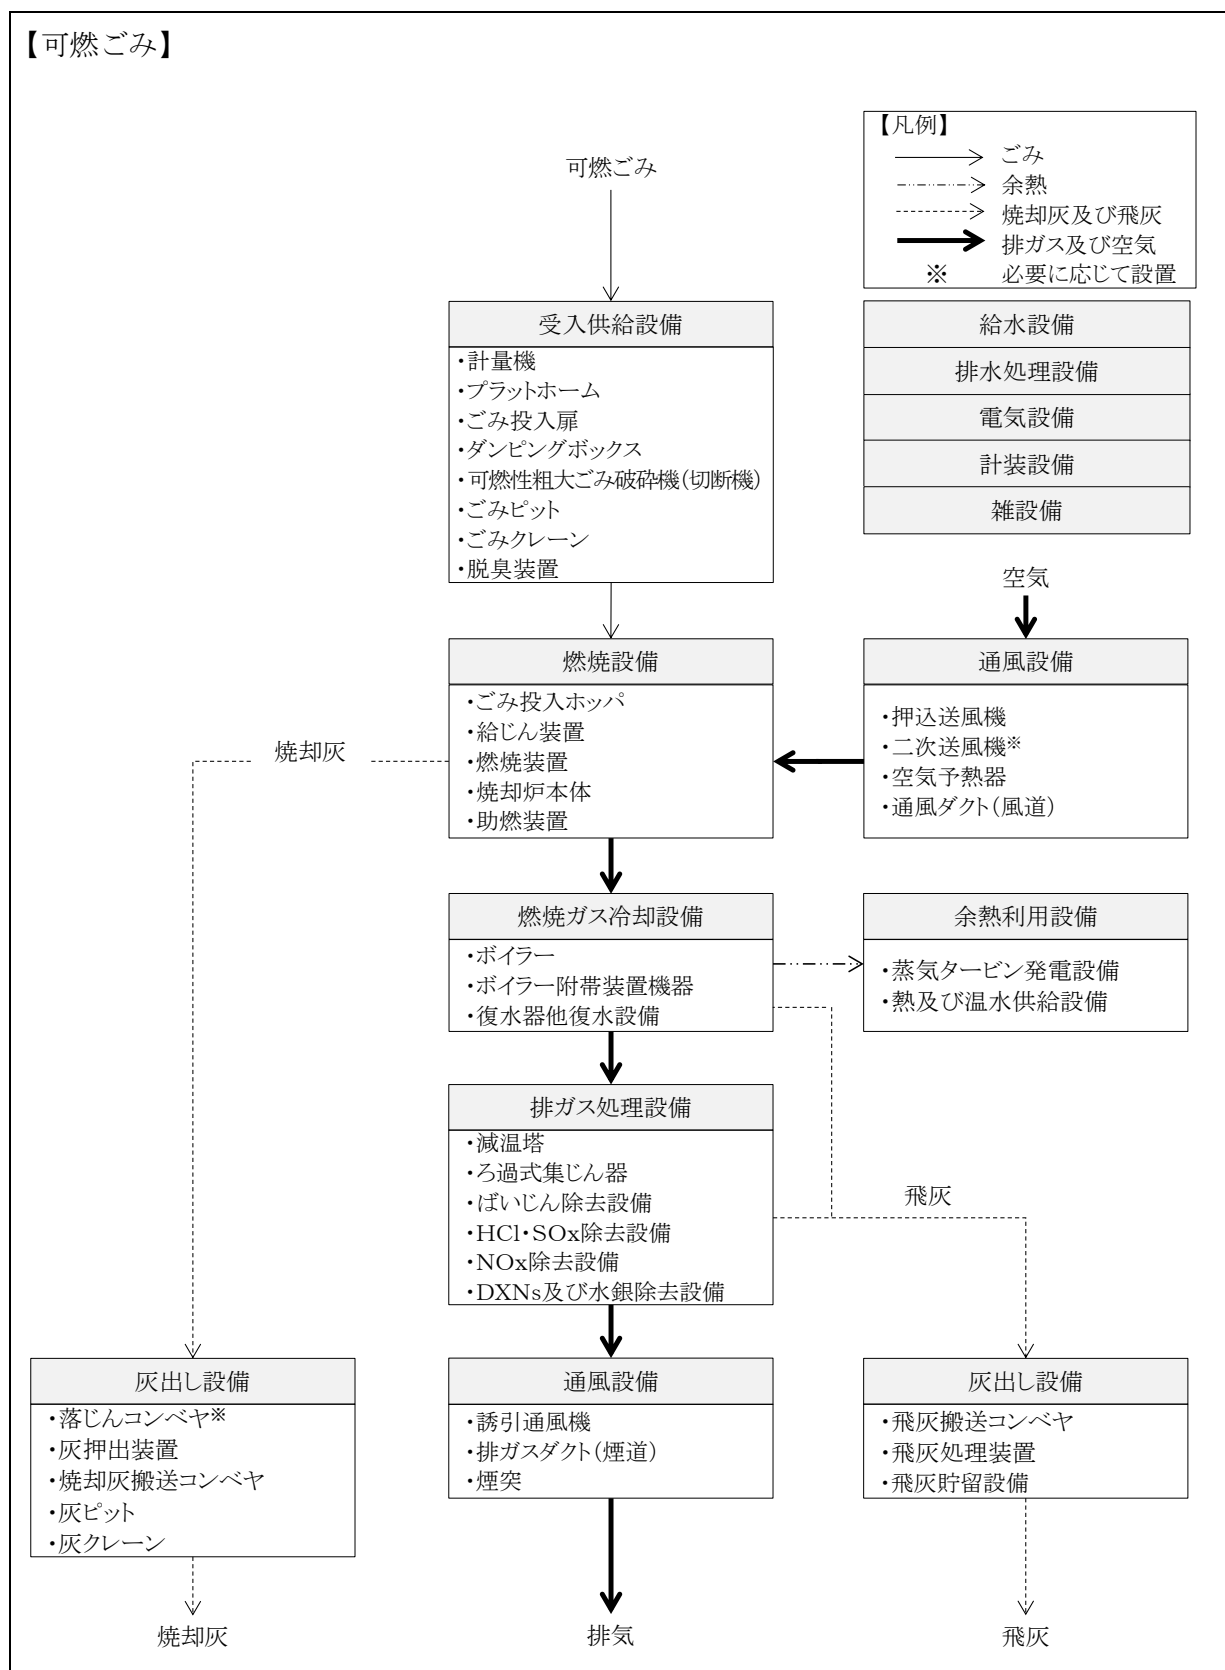 【可燃ごみ】
【凡例】
ごみ
余熱
焼却灰及び飛灰
排ガス及び空気
※ 必要に応じて設置
可燃ごみ
受入供給設備
・計量機
・プラットホーム
・ごみ投入扉
・ダンピングボックス
・可燃性粗大ごみ破砕機(切断機)
・ごみピット
・ごみクレーン
・脱臭装置
給水設備
排水処理設備
電気設備
計装設備
雑設備
空気
燃焼設備
・ごみ投入ホッパ
・給じん装置
・燃焼装置
・焼却炉本体
・助燃装置
通風設備
・押込送風機
・二次送風機※
・空気予熱器
・通風ダクト(風道)
焼却灰
燃焼ガス冷却設備
・ボイラー
・ボイラー附帯装置機器
・復水器他復水設備
余熱利用設備
・蒸気タービン発電設備
・熱及び温水供給設備
排ガス処理設備
・減温塔
・ろ過式集じん器
・ばいじん除去設備
・HCl・SOx除去設備
・NOx除去設備
・DXNs及び水銀除去設備
飛灰
灰出し設備
・落じんコンベヤ※
・灰押出装置
・焼却灰搬送コンベヤ
・灰ピット
・灰クレーン
通風設備
・誘引通風機
・排ガスダクト(煙道)
・煙突
灰出し設備
・飛灰搬送コンベヤ
・飛灰処理装置
・飛灰貯留設備
焼却灰
排気
飛灰